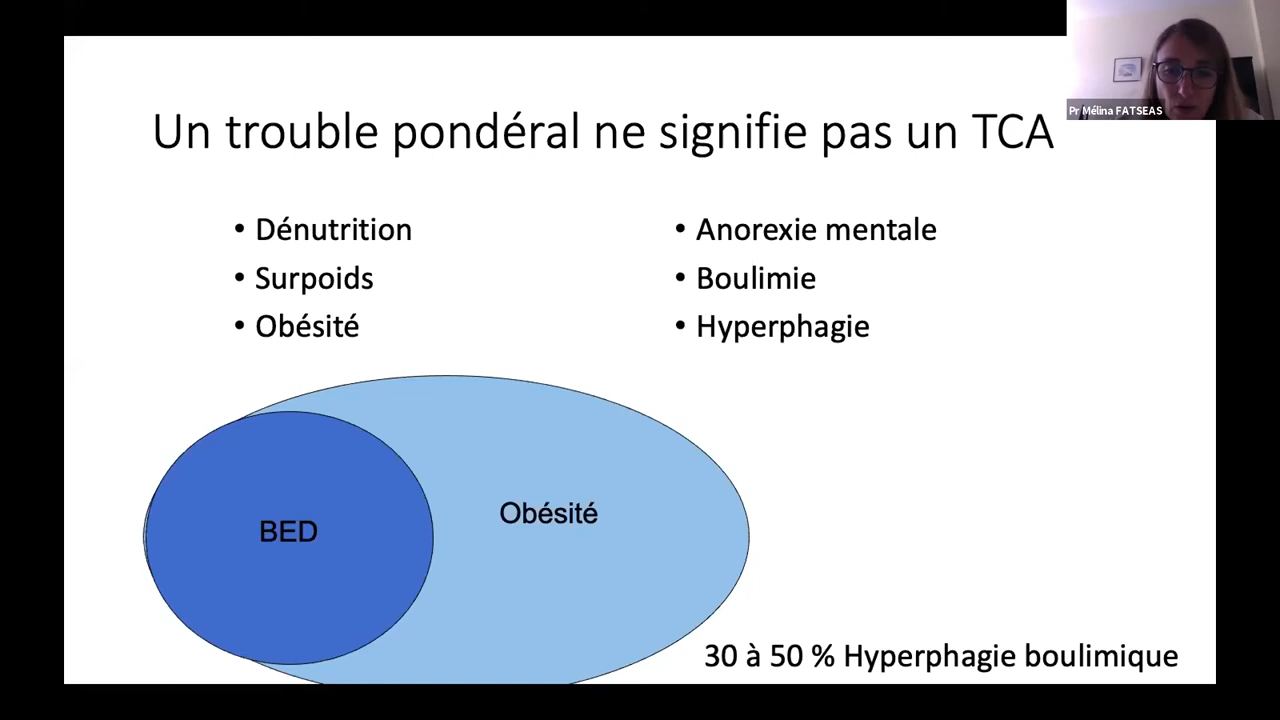 Pr Mélina FATSEAS
Un trouble pondéral ne signifie pas un TCA
• Dénutrition
• Surpoids
• Obésité
• Anorexie mentale
• Boulimie
• Hyperphagie
BED
Obésité
30 à 50 % Hyperphagie boulimique